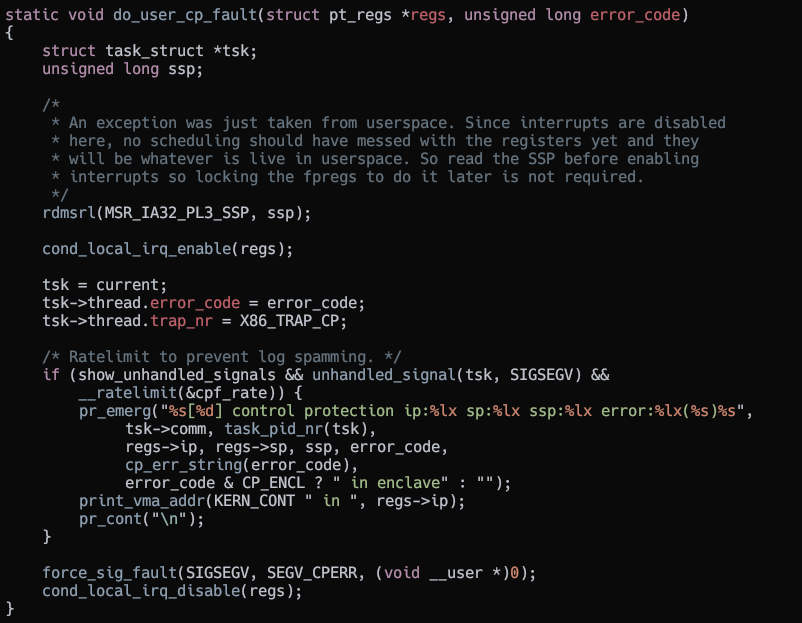 static void do_user_cp_fault(struct pt_regs *regs, unsigned long error_code)
{
    struct task_struct *tsk;
    unsigned long ssp;

    /*
     * An exception was just taken from userspace. Since interrupts are disabled
     * here, no scheduling should have messed with the registers yet and they
     * will be whatever is live in userspace. So read the SSP before enabling
     * interrupts so locking the fpregs to do it later is not required.
     */
    rdmsrl(MSR_IA32_PL3_SSP, ssp);

    cond_local_irq_enable(regs);

    tsk = current;
    tsk->thread.error_code = error_code;
    tsk->thread.trap_nr = X86_TRAP_CP;

    /* Ratelimit to prevent log spamming. */
    if (show_unhandled_signals && unhandled_signal(tsk, SIGSEGV) &&
        __ratelimit(&cpf_rate)) {
        pr_emerg("%s[%d] control protection ip:%lx sp:%lx ssp:%lx error:%lx(%s)%s",
             tsk->comm, task_pid_nr(tsk),
             regs->ip, regs->sp, ssp, error_code,
             cp_err_string(error_code),
             error_code & CP_ENCL ? " in enclave" : "");
        print_vma_addr(KERN_CONT " in ", regs->ip);
        pr_cont("\n");
    }

    force_sig_fault(SIGSEGV, SEGV_CPERR, (void __user *)0);
    cond_local_irq_disable(regs);
}